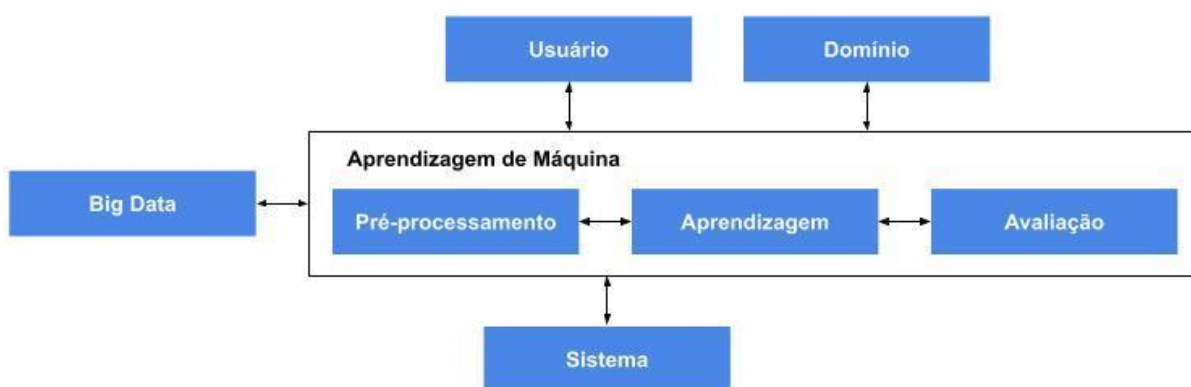 Usuário
Domínio
Aprendizagem de Máquina
Big Data
Pré-processamento
Aprendizagem
Avaliação
Sistema